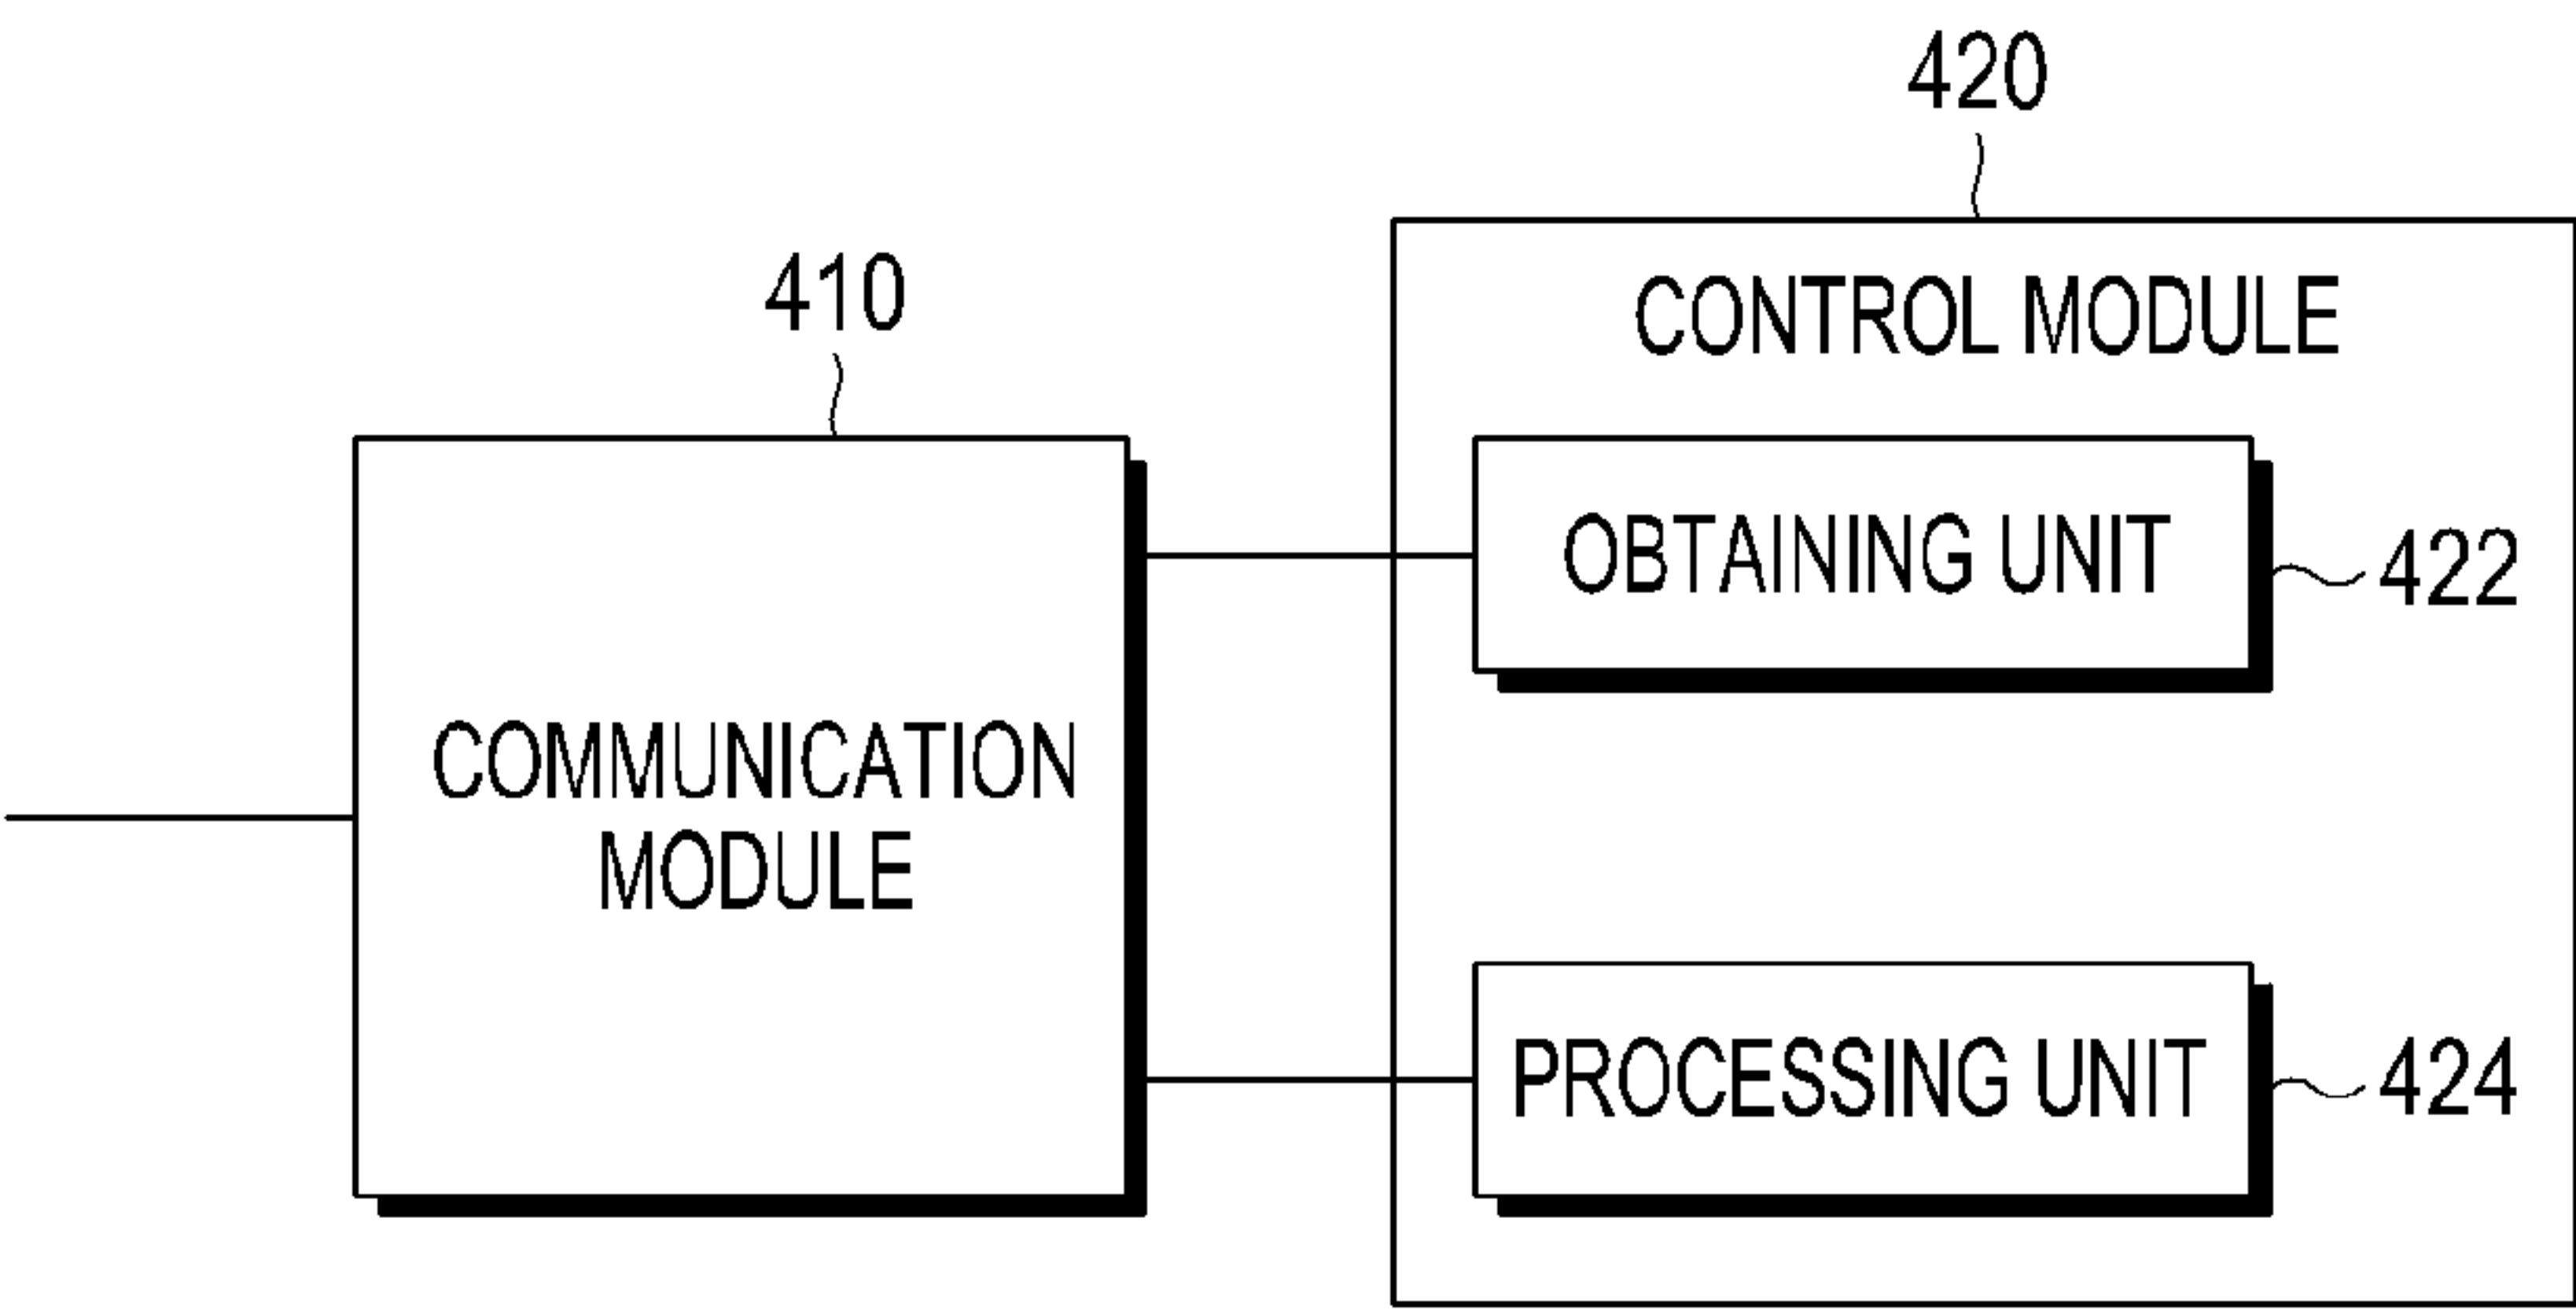 420
410
CONTROL MODULE
OBTAINING UNIT
422
COMMUNICATION
MODULE
PROCESSING UNIT
424